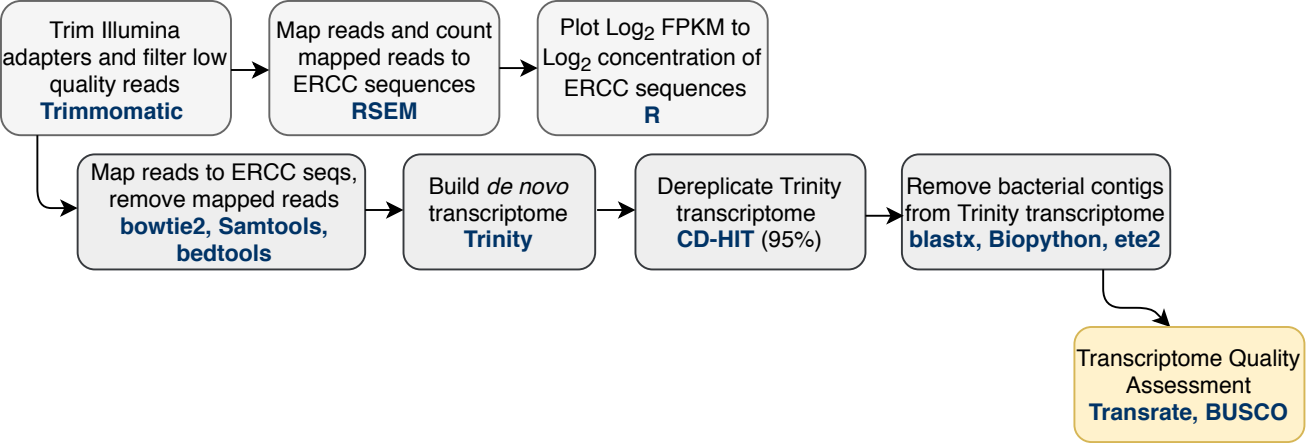 Trim Illumina
adapters and filter low
quality reads
Trimmomatic
Map reads and count
mapped reads to
ERCC sequences
RSEM
Plot Log₂ FPKM to
Log₂ concentration of
ERCC sequences
R
Map reads to ERCC seqs,
remove mapped reads
bowtie2, Samtools,
bedtools
Build de novo
transcriptome
Trinity
Dereplicate Trinity
transcriptome
CD-HIT (95%)
Remove bacterial contigs
from Trinity transcriptome
blastx, Biopython, ete2
Transcriptome Quality
Assessment
Transrate, BUSCO